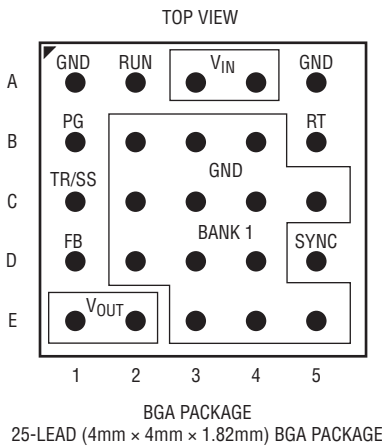 TOP VIEW
GND RUN VIN GND
A
PG RT
B
GND
TR/SS
C
BANK 1
FB SYNC
D
VOUT
E
1 2 3 4 5
BGA PACKAGE
25-LEAD (4mm × 4mm × 1.82mm) BGA PACKAGE